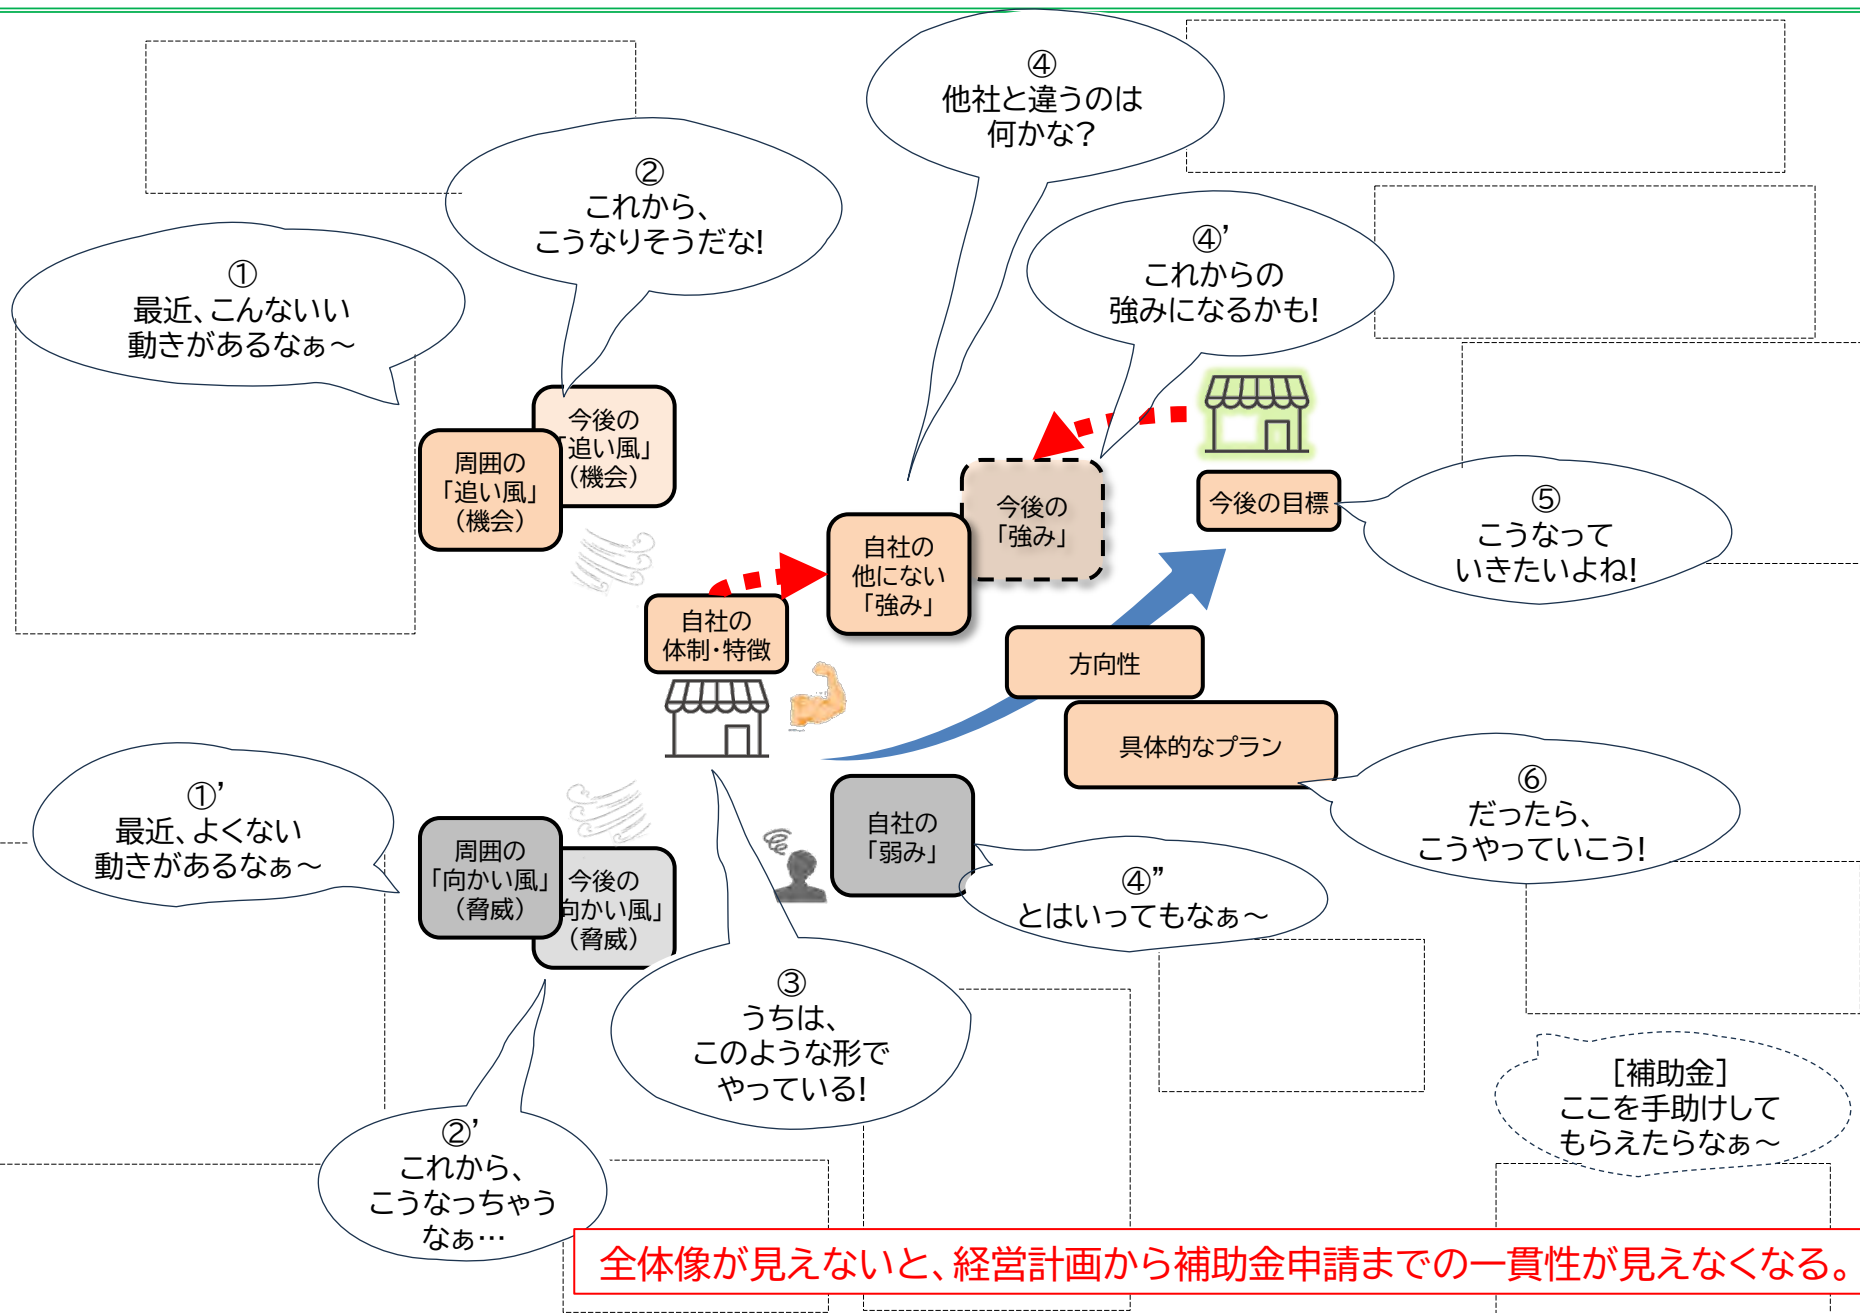 ④
他社と違うのは
何かな？
②
これから、
こうなりそうだな!
④’
これからの
強みになるかも!
①
最近、こんないい
動きがあるなぁ～
今後の
「追い風」
（機会）
周囲の
「追い風」
（機会）
今後の
「強み」
今後の目標
⑤
こうなって
いきたいよね!
自社の
他にない
「強み」
自社の
体制・特徴
方向性
具体的なプラン
①’
最近、よくない
動きがあるなぁ～
⑥
だったら、
こうやっていこう!
自社の
「弱み」
周囲の
「向かい風」
（脅威）
今後の
向かい風」
（脅威）
④”
とはいってもなぁ～
③
うちは、
このような形で
やっている!
［補助金］
ここを手助けして
もらえたらなぁ～
②’
これから、
こうなっちゃう
なぁ…
全体像が見えないと、経営計画から補助金申請までの一貫性が見えなくなる。